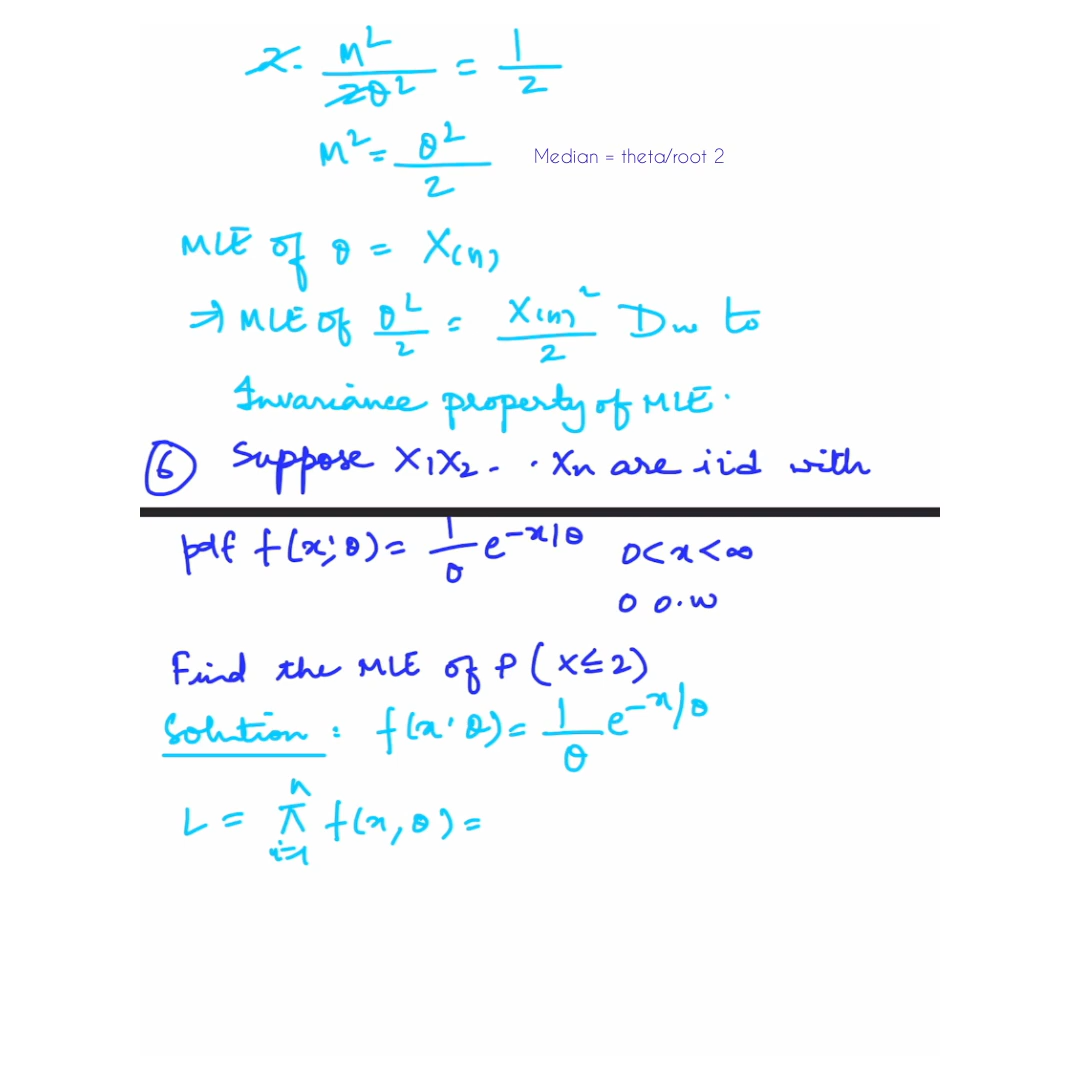 2. M²/2θ² = 1/2
M² = θ²/2 Median = theta/root 2
MLE of θ = X(n)
⇒ MLE of θ²/2 = X(n)²/2 Due to
Invariance property of MLE.
⑥ Suppose X₁X₂ - . Xn are iid with
pdf f(x;θ) = 1/θ e^-x/θ 0<x<∞
0 o.w
Find the MLE of P(X≤2)
Solution : f(x·θ) = 1/θ e^-x/θ
L = π f(x,θ) = (i=1 to n)